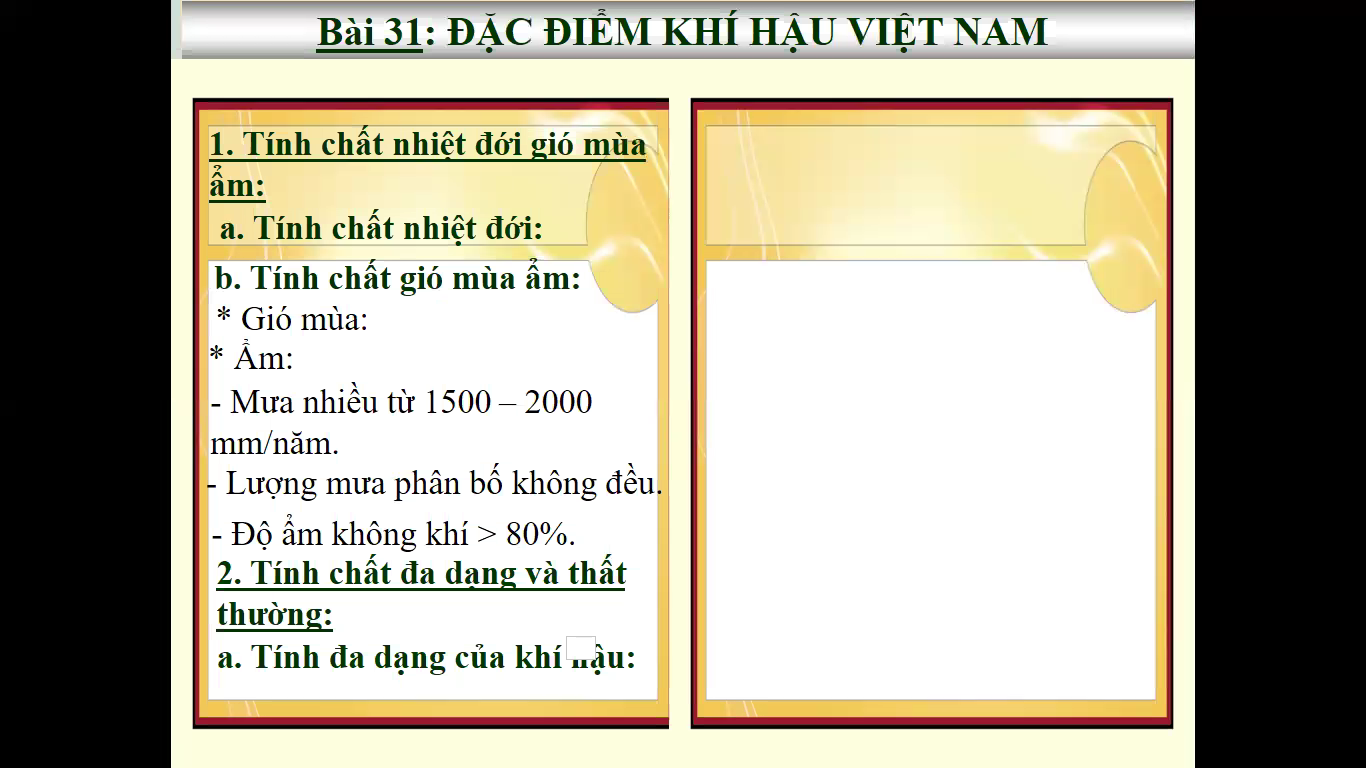 Bài 31: ĐẶC ĐIỂM KHÍ HẬU VIỆT NAM
1. Tính chất nhiệt đới gió mùa
ẩm:
a. Tính chất nhiệt đới:
b. Tính chất gió mùa ẩm:
* Gió mùa:
* Ẩm:
- Mưa nhiều từ 1500 – 2000
mm/năm.
- Lượng mưa phân bố không đều.
- Độ ẩm không khí > 80%.
2. Tính chất đa dạng và thất
thường:
a. Tính đa dạng của khí hậu: